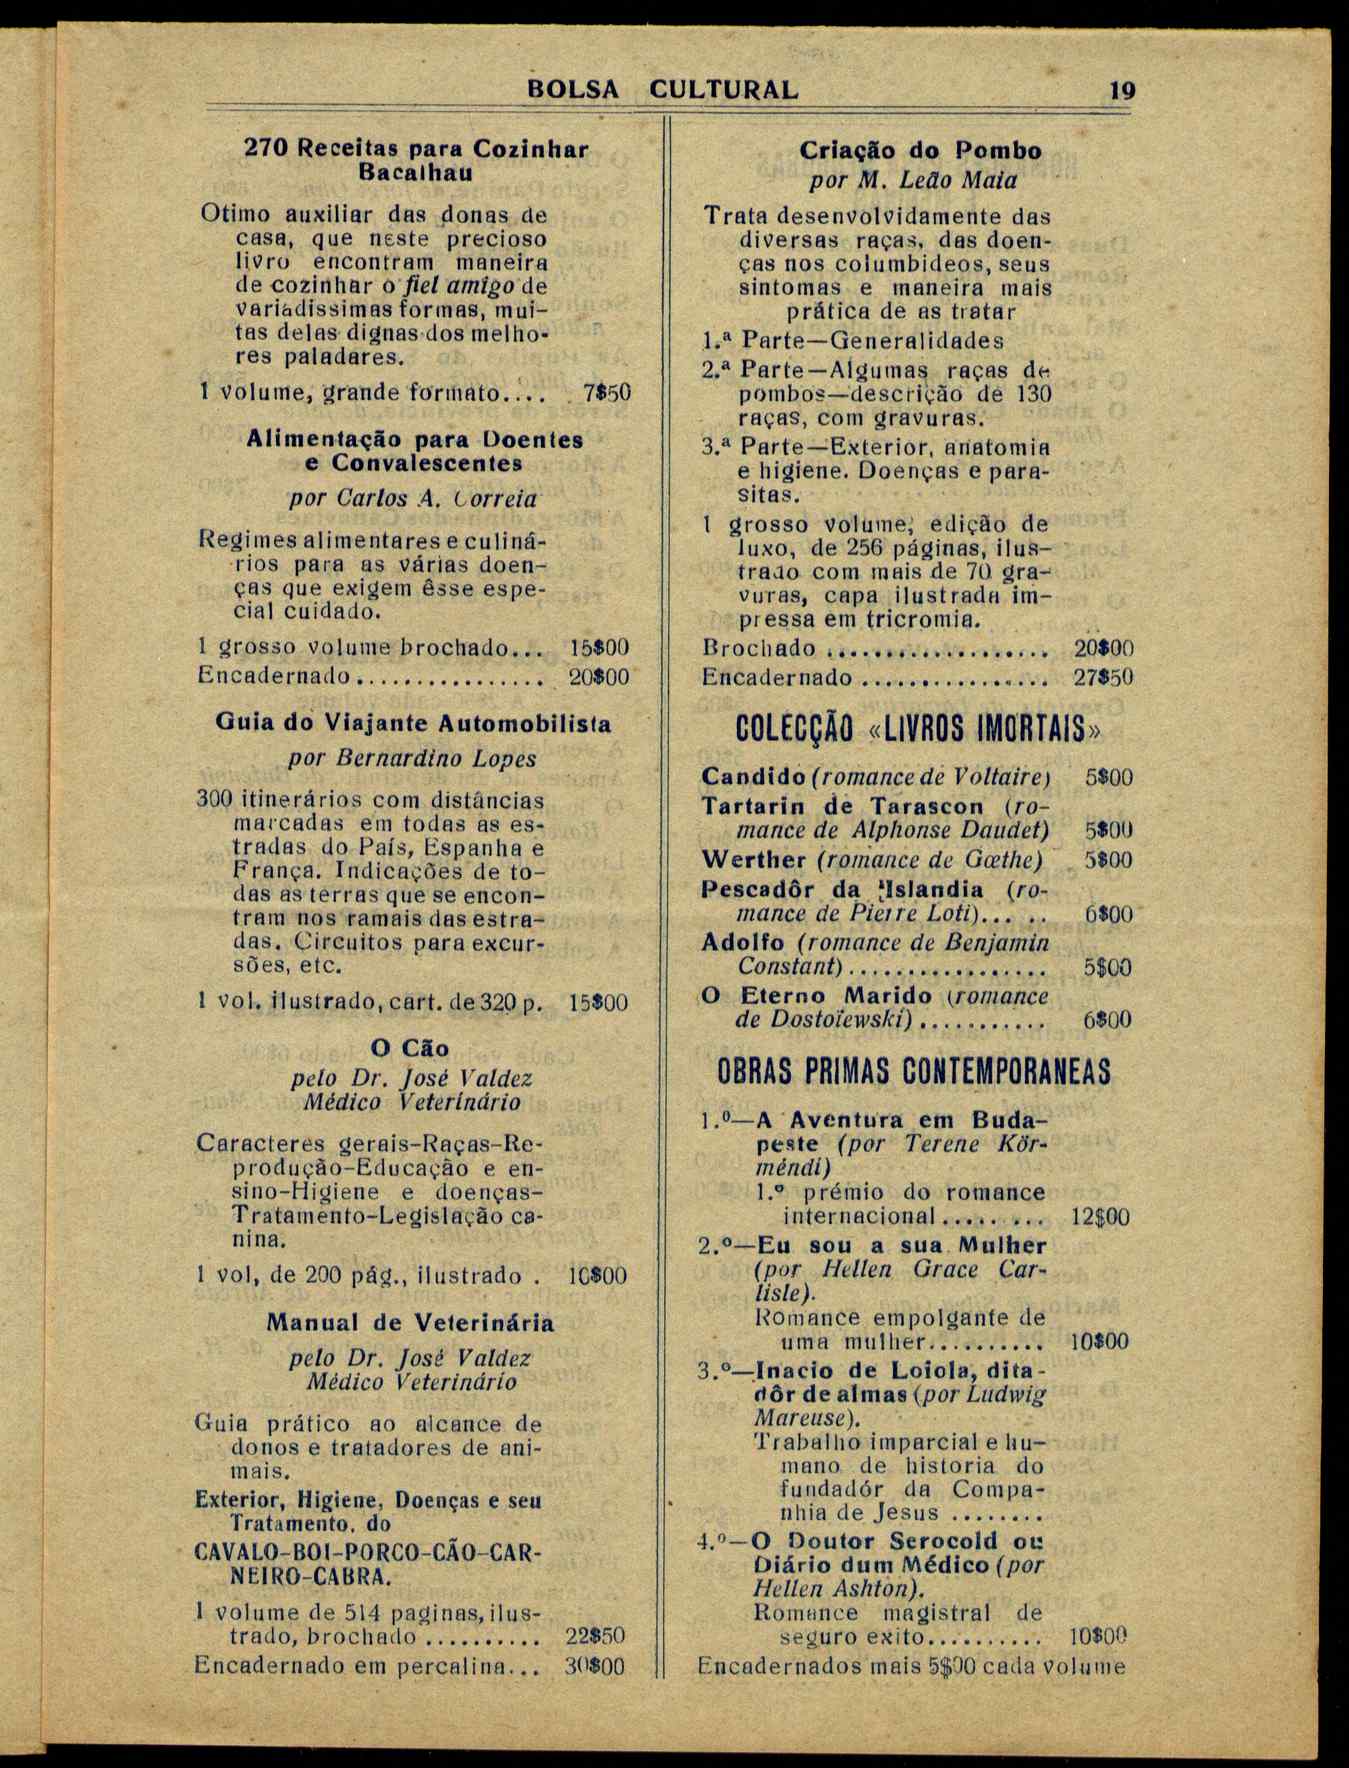 BOLSA CULTURAL 19
270 Receitas para Cozinhar
Bacalhau
Otimo auxiliar das donas de
casa, que neste precioso
livro encontram maneira
de cozinhar o fiel amigo de
variadissimas formas, mui-
tas delas dignas dos melho-
res paladares.
1 volume, grande formato.... 7$50
Alimentação para Doentes
e Convalescentes
por Carlos A. Correia
Regimes alimentares e culiná-
rios para as várias doen-
ças que exigem êsse espe-
cial cuidado.
1 grosso volume brochado... 15$00
Encadernado................ 20$00
Guia do Viajante Automobilista
por Bernardino Lopes
300 itinerários com distâncias
marcadas em todas as es-
tradas do País, Espanha e
França. Indicações de to-
das as terras que se encon-
tram nos ramais das estra-
das. Circuitos para excur-
sões, etc.
1 vol. ilustrado, cart. de 320 p. 15$00
O Cão
pelo Dr. José Valdez
Médico Veterinário
Caracteres gerais-Raças-Re-
produção-Educação e en-
sino-Higiene e doenças-
Tratamento-Legislação ca-
nina.
1 vol, de 200 pág., ilustrado . 10$00
Manual de Veterinária
pelo Dr. José Valdez
Médico Veterinário
Guia prático ao alcance de
donos e tratadores de ani-
mais.
Exterior, Higiene, Doenças e seu
Tratamento, do
CAVALO-BOI-PORCO-CÃO-CAR-
NEIRO-CABRA.
1 volume de 514 paginas, ilus-
trado, brochado .......... 22$50
Encadernado em percalina... 30$00
Criação do Pombo
por M. Leão Maia
Trata desenvolvidamente das
diversas raças, das doen-
ças nos columbideos, seus
sintomas e maneira mais
prática de as tratar
1.ª Parte—Generalidades
2.ª Parte—Algumas raças de
pombos—descrição de 130
raças, com gravuras.
3.ª Parte—Exterior, anatomia
e higiene. Doenças e para-
sitas.
1 grosso volume, edição de
luxo, de 256 páginas, ilus-
trado com mais de 70 gra-
vuras, capa ilustrada im-
pressa em tricromia.
Brochado ................... 20$00
Encadernado ................ 27$50
COLECÇÃO «LIVROS IMORTAIS»
Candido (romance de Voltaire) 5$00
Tartarin de Tarascon (ro-
mance de Alphonse Daudet) 5$00
Werther (romance de Gœthe) 5$00
Pescadôr da Islandia (ro-
mance de Pierre Loti)... .. 6$00
Adolfo (romance de Benjamin
Constant)................. 5$00
O Eterno Marido (romance
de Dostoïewski)........... 6$00
OBRAS PRIMAS CONTEMPORANEAS
1.º—A Aventura em Buda-
peste (por Terene Kör-
méndi)
1.º prémio do romance
internacional......... 12$00
2.º—Eu sou a sua Mulher
(por Hellen Grace Car-
lisle).
Romance empolgante de
uma mulher.......... 10$00
3.º—Inacio de Loiola, dita-
dôr de almas (por Ludwig
Mareuse).
Trabalho imparcial e hu-
mano de historia do
fundadôr da Compa-
nhia de Jesus ........
4.º—O Doutor Serocold ou
Diário dum Médico (por
Hellen Ashton).
Romance magistral de
seguro exito.......... 10$00
Encadernados mais 5$00 cada volume